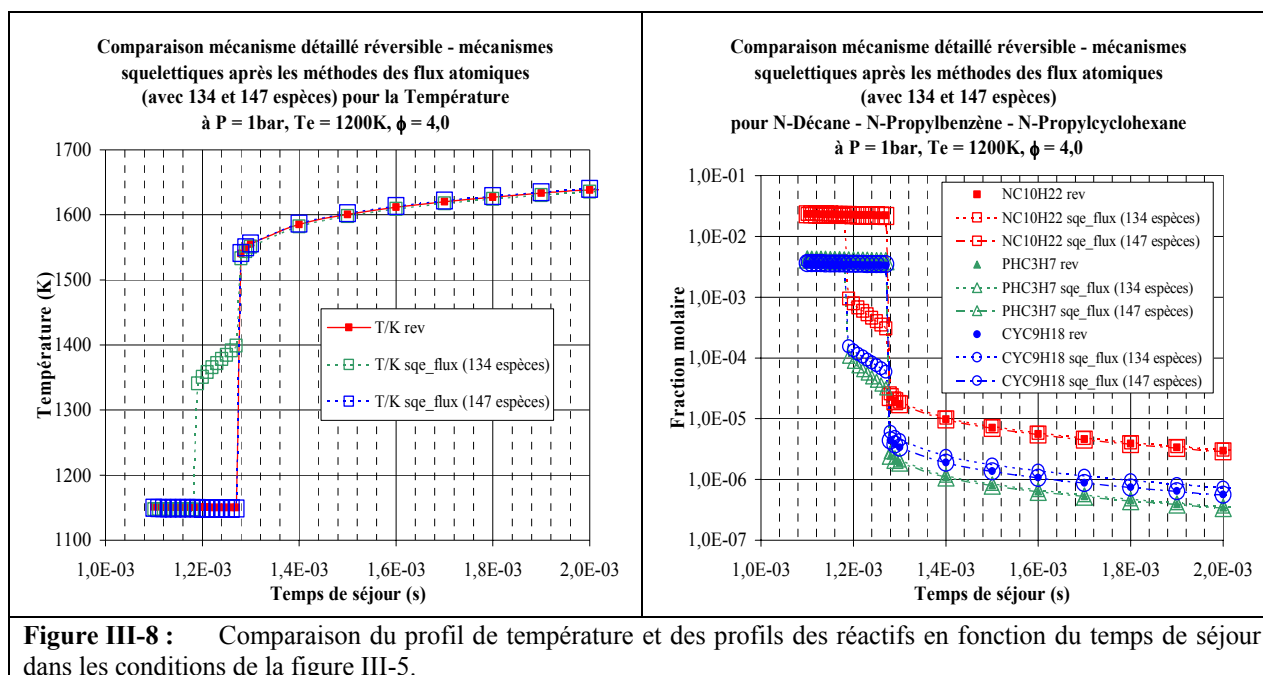 Comparaison mécanisme détaillé réversible - mécanismes
squelettiques après les méthodes des flux atomiques
(avec 134 et 147 espèces) pour la Température
à P = 1bar, Te = 1200K, ϕ = 4,0
1700
1600
1500
1400
1300
1200
1100
Température (K)
T/K rev
T/K sqe_flux (134 espèces)
T/K sqe_flux (147 espèces)
1,0E-03 1,2E-03 1,4E-03 1,6E-03 1,8E-03 2,0E-03
Temps de séjour (s)
Comparaison mécanisme détaillé réversible - mécanismes
squelettiques après les méthodes des flux atomiques
(avec 134 et 147 espèces)
pour N-Décane - N-Propylbenzène - N-Propylcyclohexane
à P = 1bar, Te = 1200K, ϕ = 4,0
1,0E-01
1,0E-02
1,0E-03
1,0E-04
1,0E-05
1,0E-06
1,0E-07
Fraction molaire
NC10H22 rev
NC10H22 sqe_flux (134 espèces)
NC10H22 sqe_flux (147 espèces)
PHC3H7 rev
PHC3H7 sqe_flux (134 espèces)
PHC3H7 sqe_flux (147 espèces)
CYC9H18 rev
CYC9H18 sqe_flux (134 espèces)
CYC9H18 sqe_flux (147 espèces)
1,0E-03 1,2E-03 1,4E-03 1,6E-03 1,8E-03 2,0E-03
Temps de séjour (s)
Figure III-8 : Comparaison du profil de température et des profils des réactifs en fonction du temps de séjour
dans les conditions de la figure III-5.